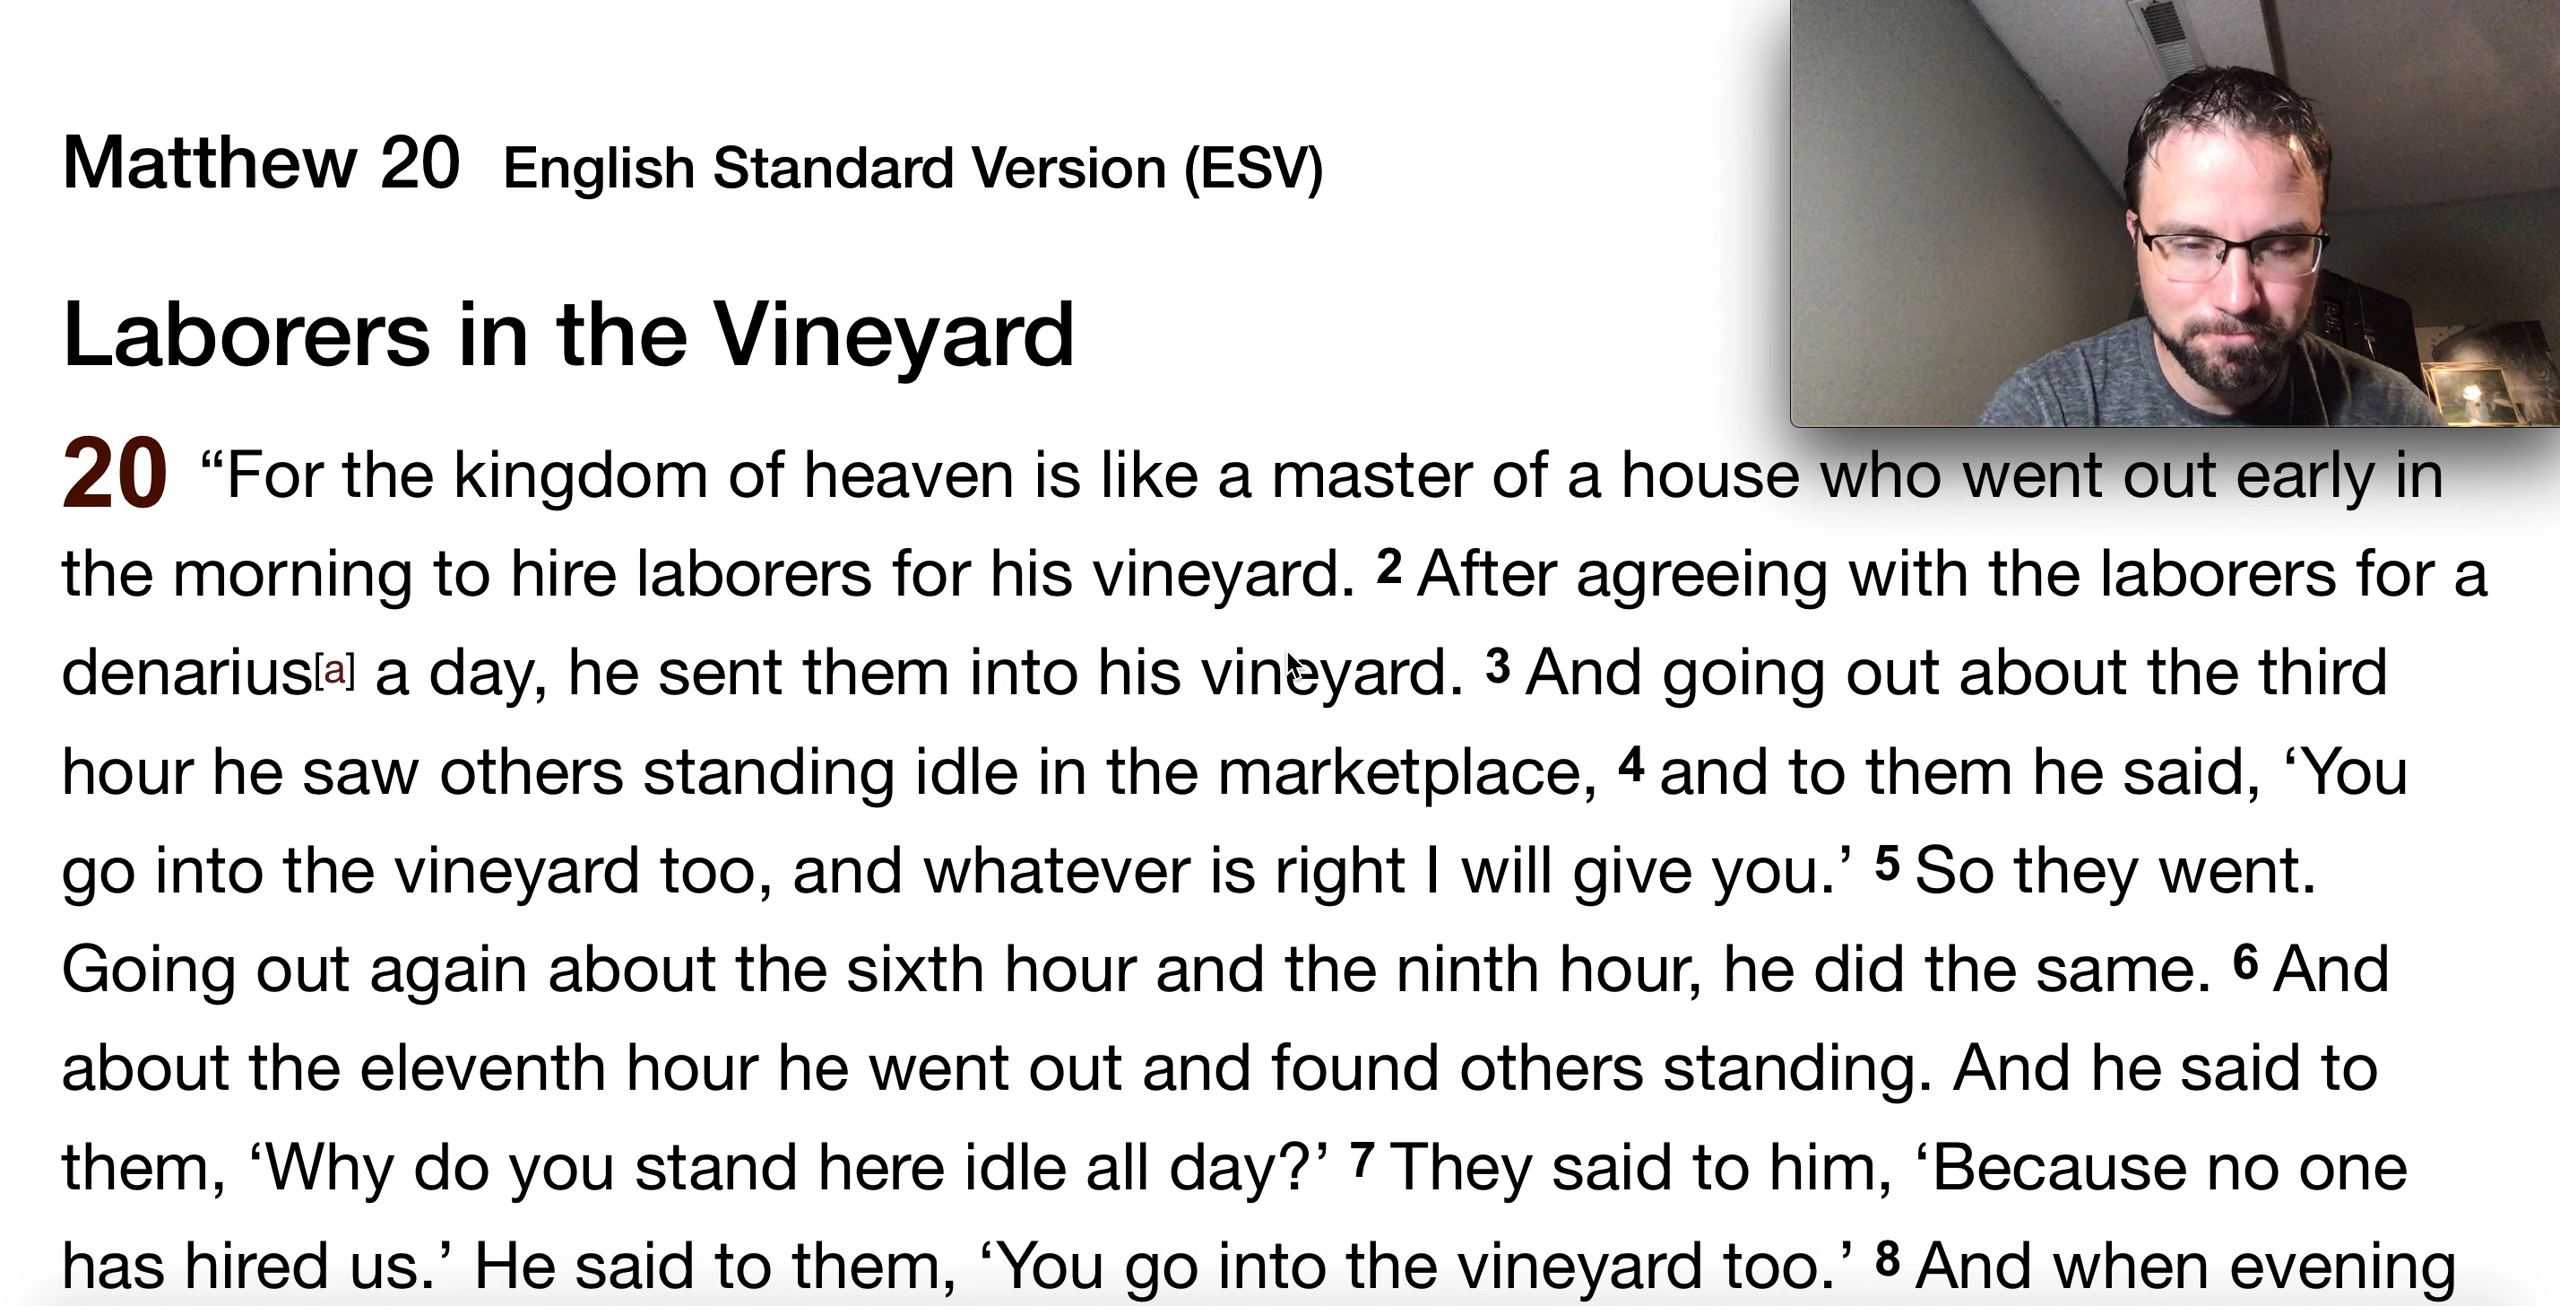 Matthew 20 English Standard Version (ESV)
Laborers in the Vineyard
20 “For the kingdom of heaven is like a master of a house who went out early in
the morning to hire laborers for his vineyard. 2 After agreeing with the laborers for a
denarius[a] a day, he sent them into his vineyard. 3 And going out about the third
hour he saw others standing idle in the marketplace, 4 and to them he said, ‘You
go into the vineyard too, and whatever is right I will give you.’ 5 So they went.
Going out again about the sixth hour and the ninth hour, he did the same. 6 And
about the eleventh hour he went out and found others standing. And he said to
them, ‘Why do you stand here idle all day?’ 7 They said to him, ‘Because no one
has hired us.’ He said to them, ‘You go into the vineyard too.’ 8 And when evening